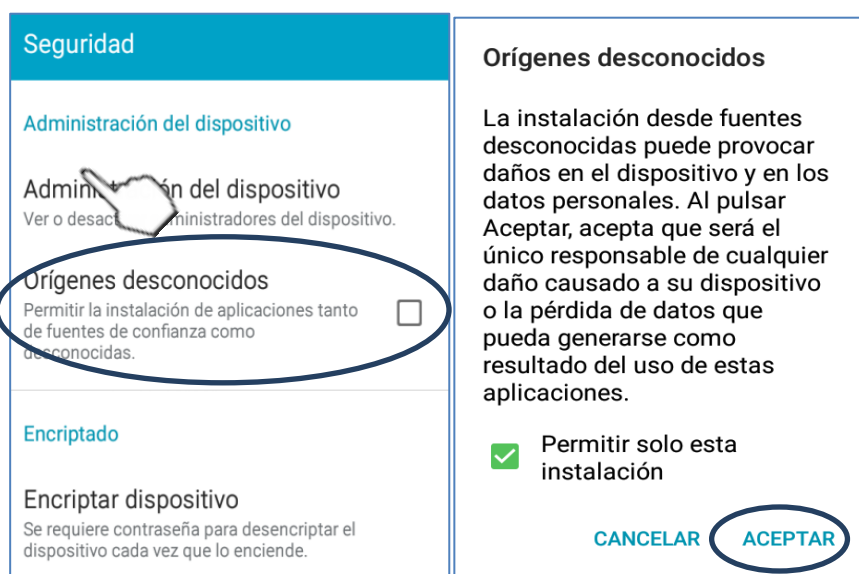 Seguridad
Administración del dispositivo
del dispositivo
Ver o del dispositivo.
Orígenes desconocidos
Permitir la instalación de aplicaciones tanto
de fuentes de confianza como
desconocidas.
Encriptado
Encriptar dispositivo
Se requiere contraseña para desencriptar el
dispositivo cada vez que lo enciende.
Orígenes desconocidos
La instalación desde fuentes
desconocidas puede provocar
daños en el dispositivo y en los
datos personales. Al pulsar
Aceptar, acepta que será el
único responsable de cualquier
daño causado a su dispositivo
o la pérdida de datos que
pueda generarse como
resultado del uso de estas
aplicaciones.
Permitir solo esta
instalación
CANCELAR ACEPTAR